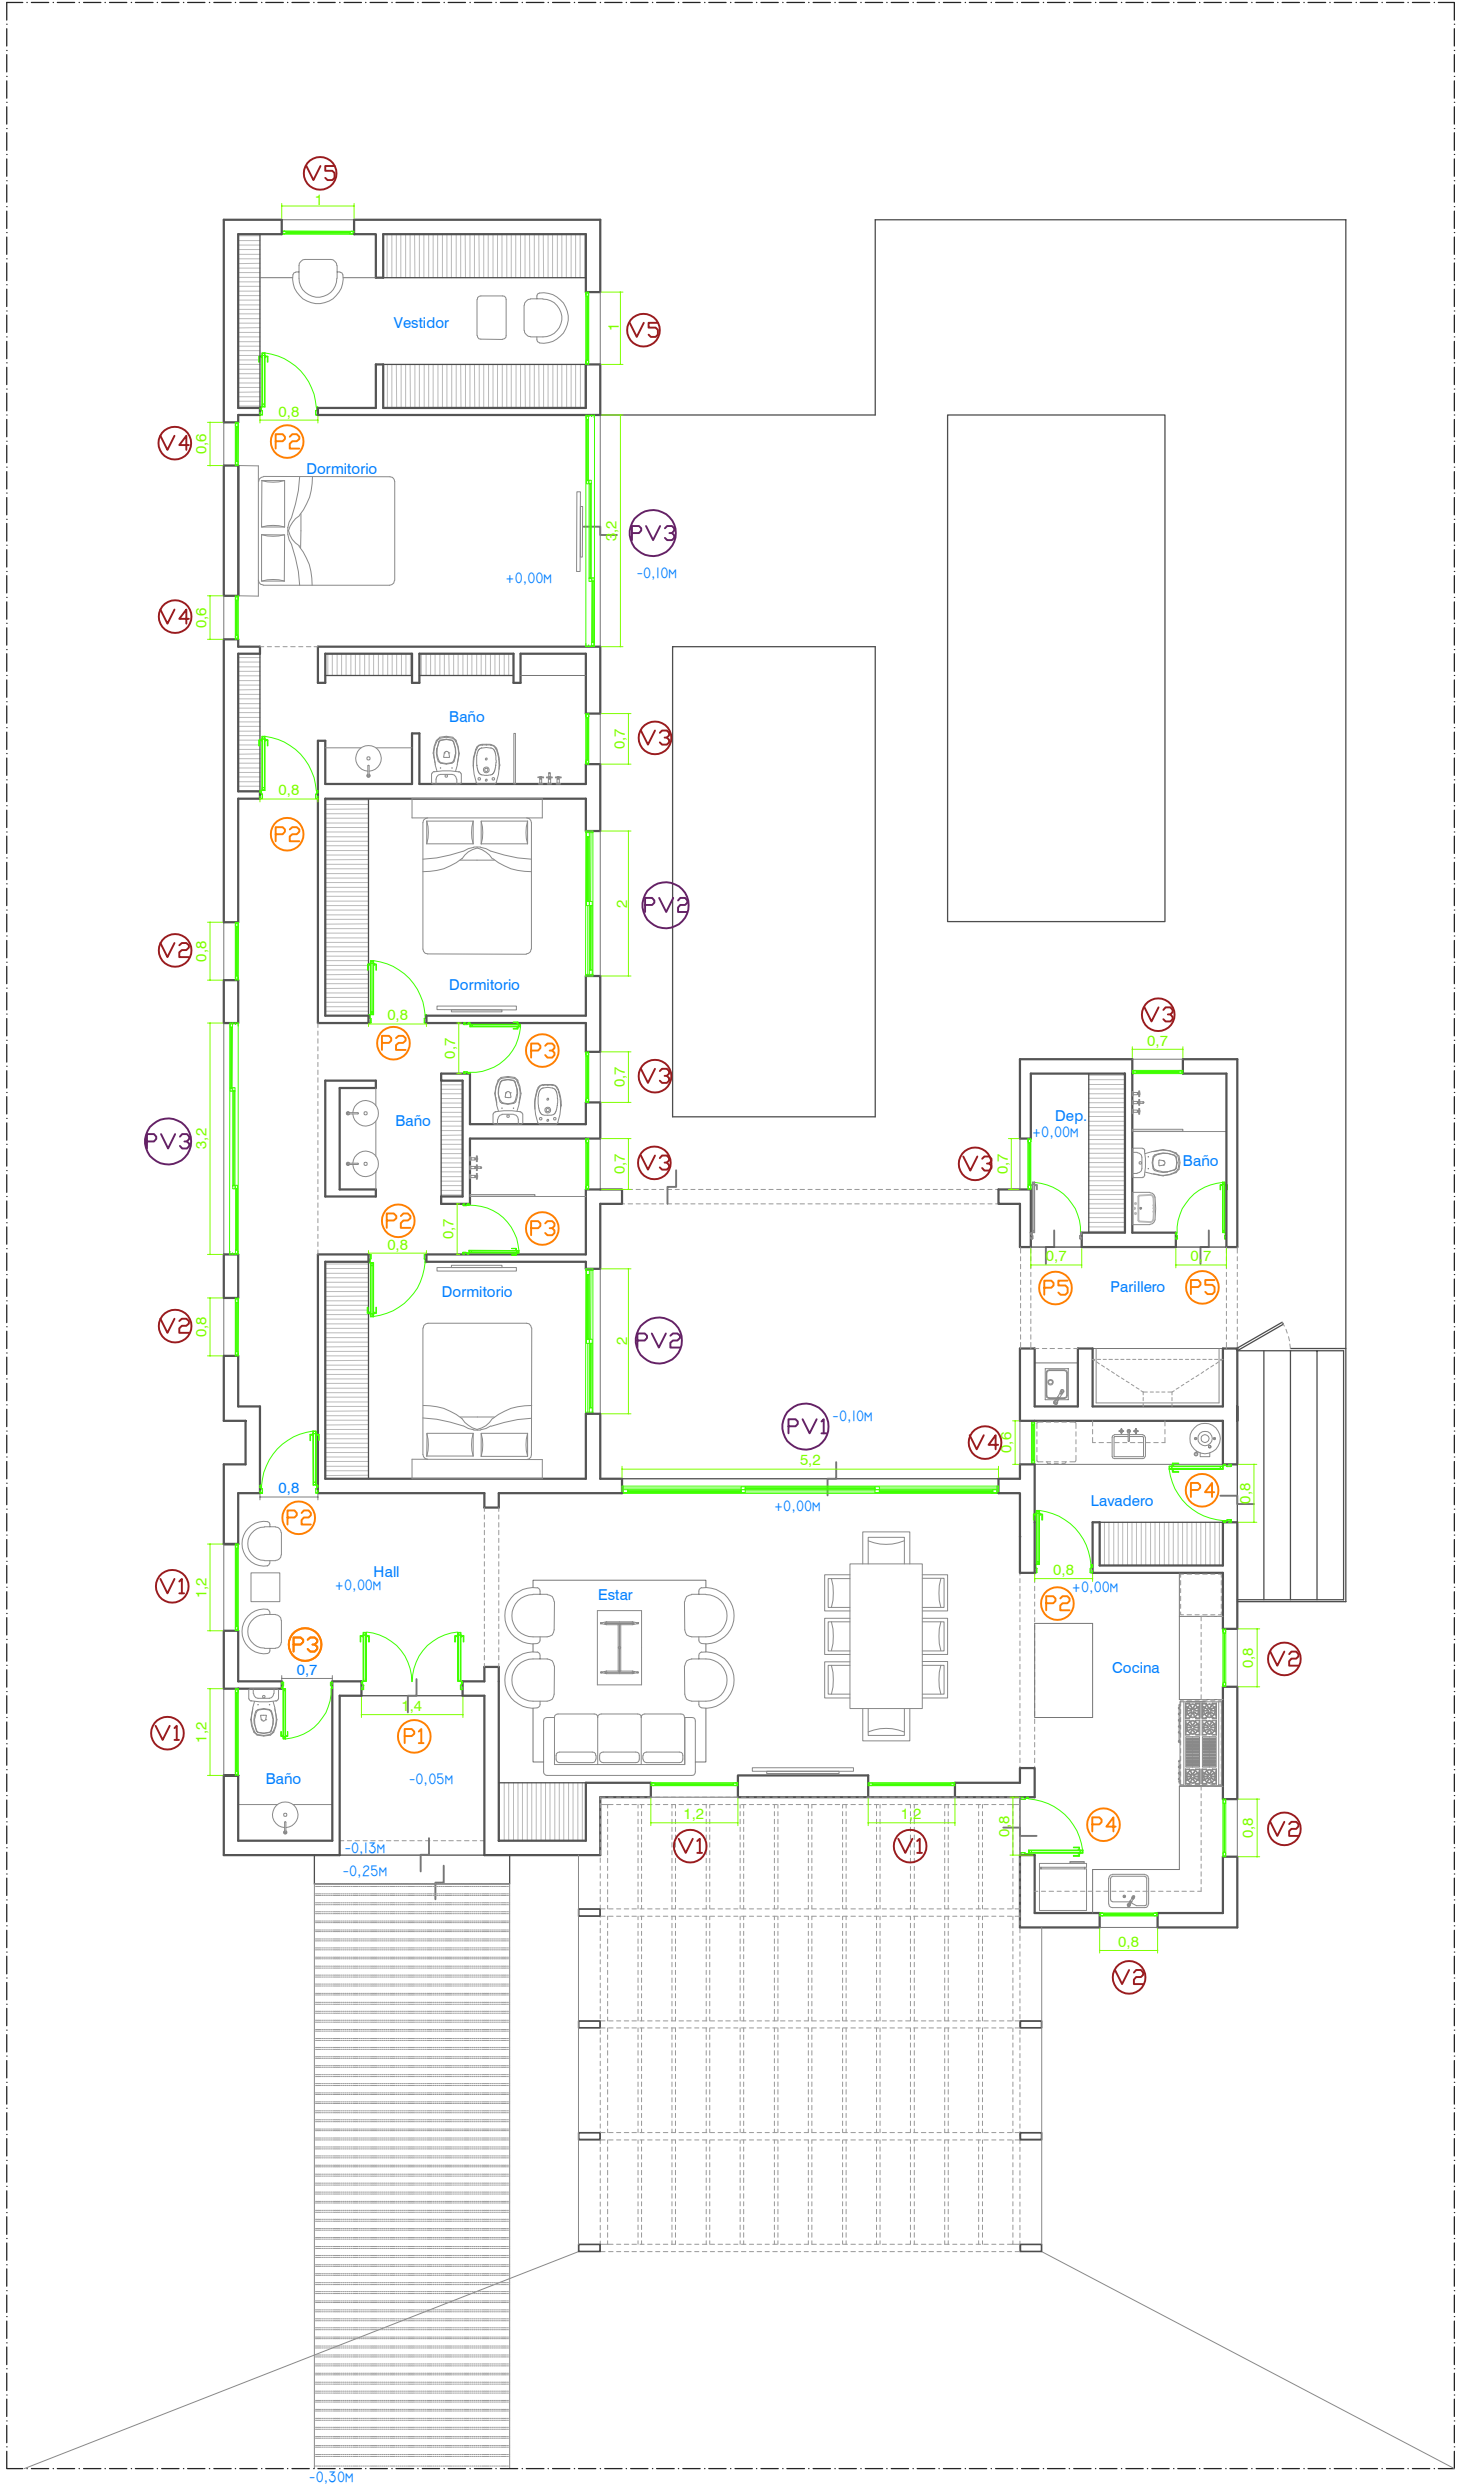 V5
1
Vestidor
1
V5
0,8
P2
V4
0,6
Dormitorio
3,2
PV3
+0,00M
-0,10M
V4
0,6
Baño
0,7
V3
0,8
P2
2
PV2
V2
0,8
Dormitorio
0,8
P2
0,7
P3
V3
0,7
0,7
V3
Baño
PV3
3,2
Dep.
+0,00M
Baño
0,7
V3
V3
0,7
P2
0,8
0,7
P3
0,7
0,7
P5
P5
Parillero
Dormitorio
V2
0,8
2
PV2
PV1
-0,10M
5,2
+0,00M
V4
0,6
P4
0,8
Lavadero
0,8
P2
0,8
P2
+0,00M
Hall
+0,00M
Estar
V1
1,2
P3
0,7
Cocina
0,8
V2
1,4
P1
V1
1,2
Baño
-0,05M
1,2
V1
1,2
V1
0,8
P4
0,8
V2
-0,13M
-0,25M
0,8
V2
-0,30M